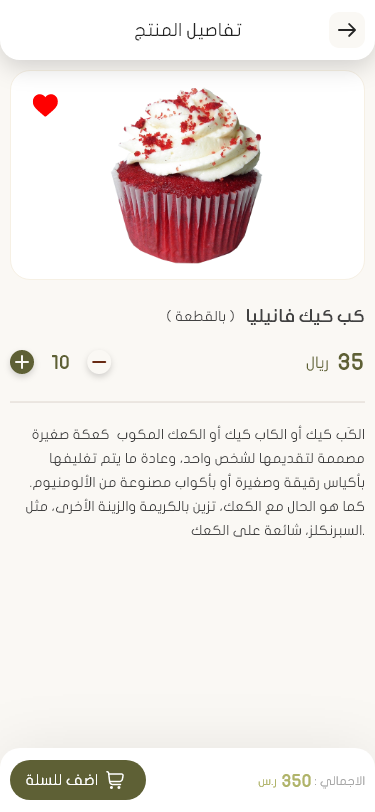 تفاصيل المنتج
كب كيك فانيليا ( بالقطعة )
35 ريال
10
الكَب كيك أو الكاب كيك أو الكعك المكوب كعكة صغيرة
مصممة لتقديمها لشخص واحد، وعادة ما يتم تغليفها
بأكياس رقيقة وصغيرة أو بأكواب مصنوعة من الألومنيوم.
كما هو الحال مع الكعك، تزين بالكريمة والزينة الأخرى، مثل
السبرنكلز، شائعة على الكعك.
الاجمالي : 350 ر.س
اضف للسلة